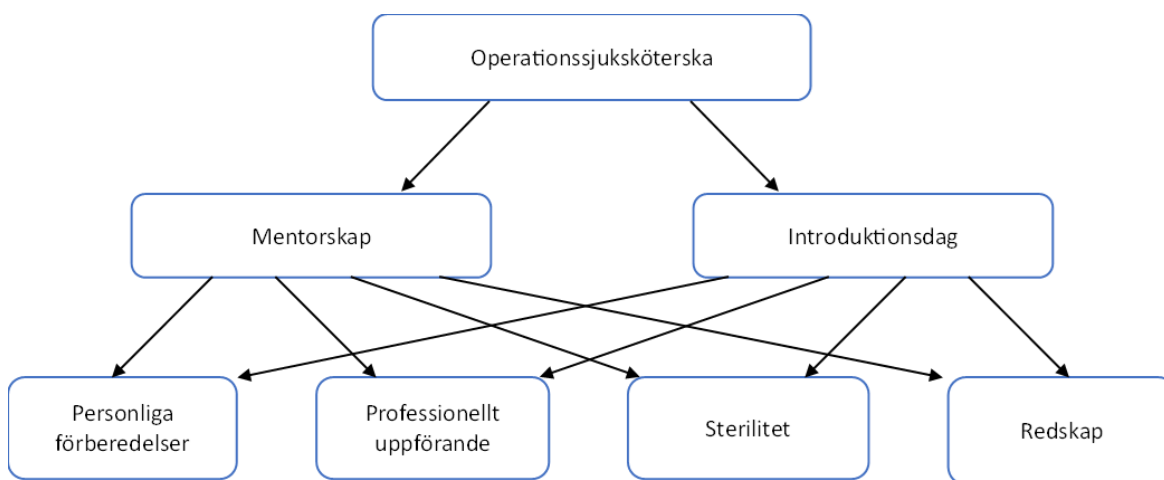 Operationssjuksköterska
Mentorskap
Introduktionsdag
Personliga
förberedelser
Professionellt
uppförande
Sterilitet
Redskap